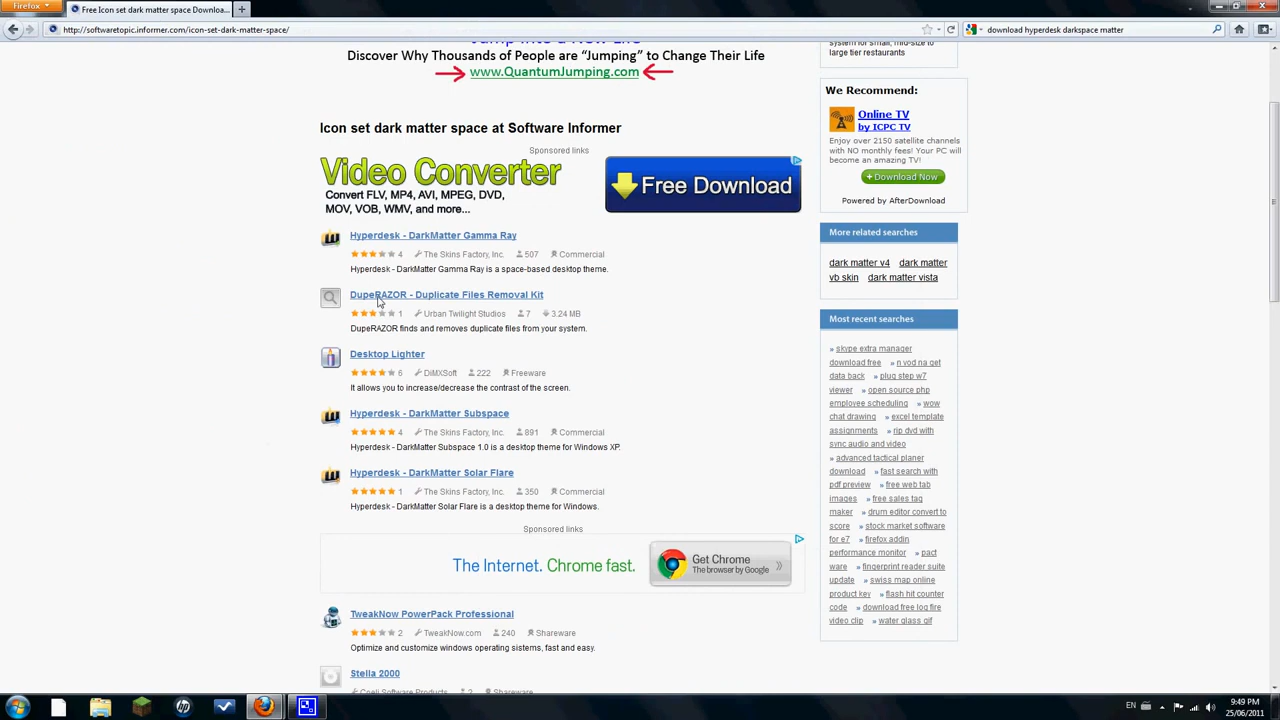 Firefox
Free Icon set dark matter space Downloa...
http://softwaretopic.informer.com/icon-set-dark-matter-space/
download hyperdesk darkspace matter
Discover Why Thousands of People are "Jumping" to Change Their Life
www.QuantumJumping.com
Icon set dark matter space at Software Informer
Sponsored links
Video Converter
Convert FLV, MP4, AVI, MPEG, DVD,
MOV, VOB, WMV, and more...
Free Download
Hyperdesk - DarkMatter Gamma Ray
4 The Skins Factory, Inc. 507 Commercial
Hyperdesk - DarkMatter Gamma Ray is a space-based desktop theme.
DupeRAZOR - Duplicate Files Removal Kit
1 Urban Twilight Studios 7 3.24 MB
DupeRAZOR finds and removes duplicate files from your system.
Desktop Lighter
6 DiMXSoft 222 Freeware
It allows you to increase/decrease the contrast of the screen.
Hyperdesk - DarkMatter Subspace
4 The Skins Factory, Inc. 891 Commercial
Hyperdesk - DarkMatter Subspace 1.0 is a desktop theme for Windows XP.
Hyperdesk - DarkMatter Solar Flare
1 The Skins Factory, Inc. 350 Commercial
Hyperdesk - DarkMatter Solar Flare is a desktop theme for Windows.
Sponsored links
The Internet. Chrome fast.
Get Chrome
The browser by Google
TweakNow PowerPack Professional
2 TweakNow.com 240 Shareware
Optimize and customize windows operating sistems, fast and easy.
Stella 2000
Coeli Software Products 2 Shareware
system for small, mid-size to
large tier restaurants
We Recommend:
Online TV
by ICPC TV
Enjoy over 2150 satellite channels
with NO monthly fees! Your PC will
become an amazing TV!
Download Now
Powered by AfterDownload
More related searches
dark matter v4 dark matter
vb skin dark matter vista
Most recent searches
» skype extra manager
download free » n vod na get
data back » plug step w7
viewer » open source php
employee scheduling » wow
chat drawing » excel template
assignments » rip dvd with
sync audio and video
» advanced tactical planer
download » fast search with
pdf preview » free web tab
images » free sales tag
maker » drum editor convert to
score » stock market software
for e7 » firefox addin
performance monitor » pact
ware » fingerprint reader suite
update » swiss map online
product key » flash hit counter
code » download free log fire
video clip » water glass gif
EN
9:49 PM
25/06/2011